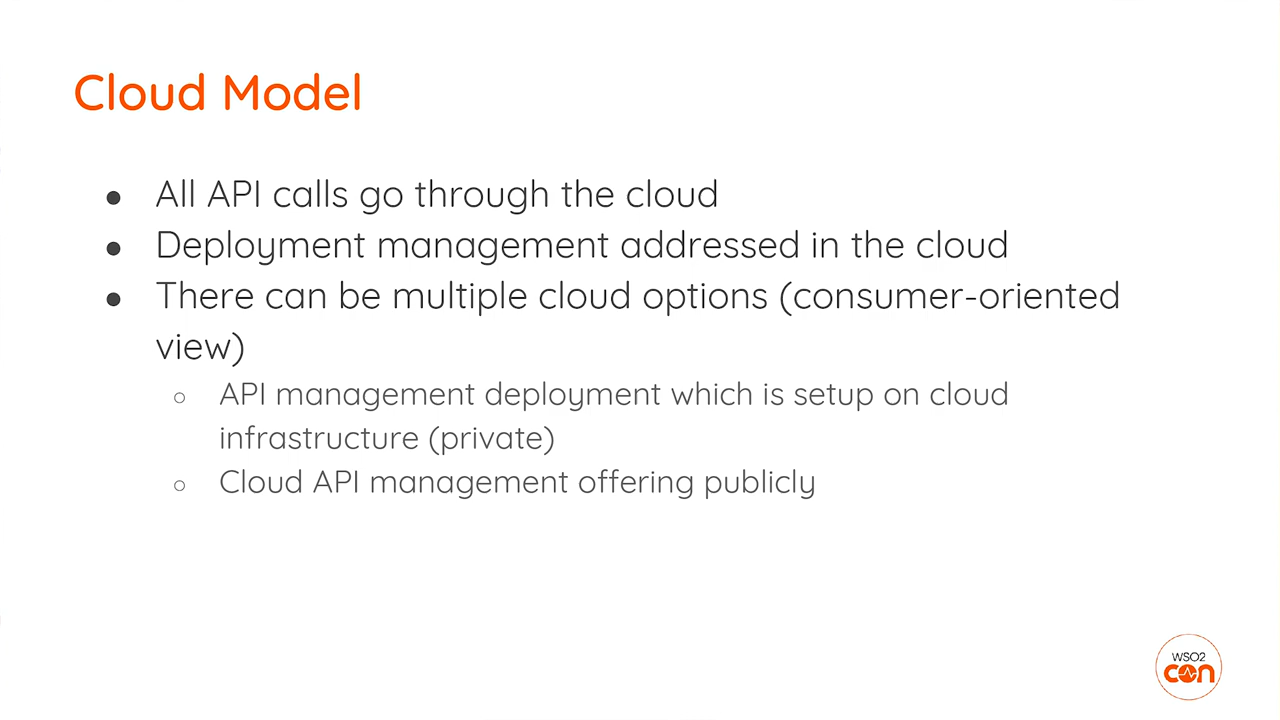 Cloud Model
● All API calls go through the cloud
● Deployment management addressed in the cloud
● There can be multiple cloud options (consumer-oriented
view)
○ API management deployment which is setup on cloud
infrastructure (private)
○ Cloud API management offering publicly
WSO2
con